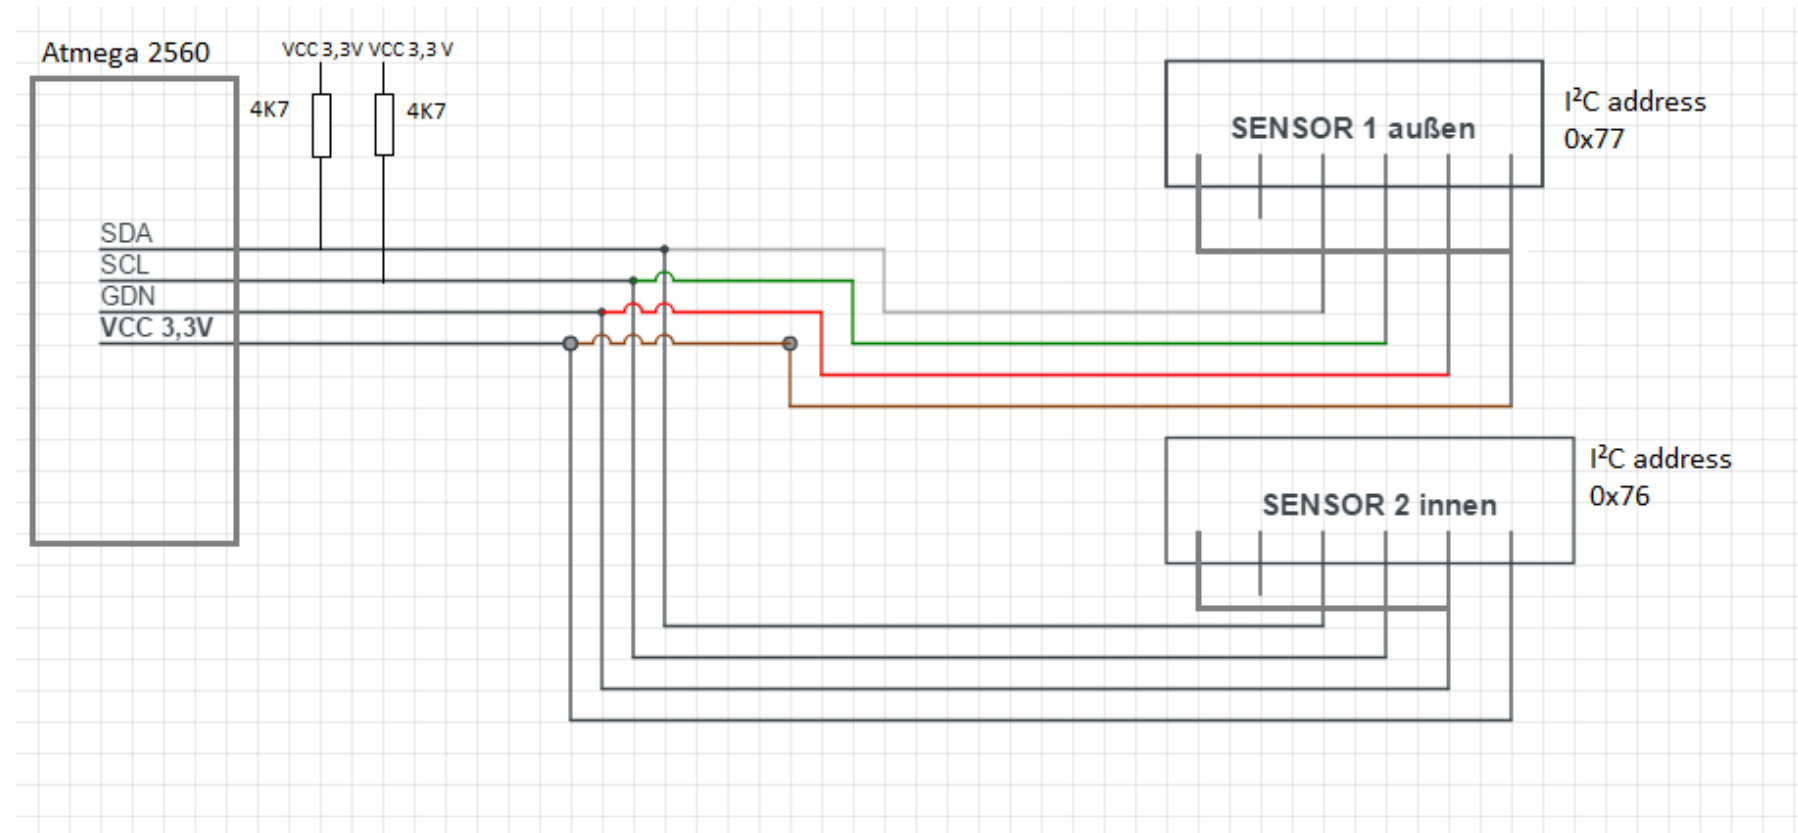 Atmega 2560
VCC 3,3V VCC 3,3 V
4K7
4K7
SDA
SCL
GDN
VCC 3,3V
SENSOR 1 außen
I²C address
0x77
SENSOR 2 innen
I²C address
0x76